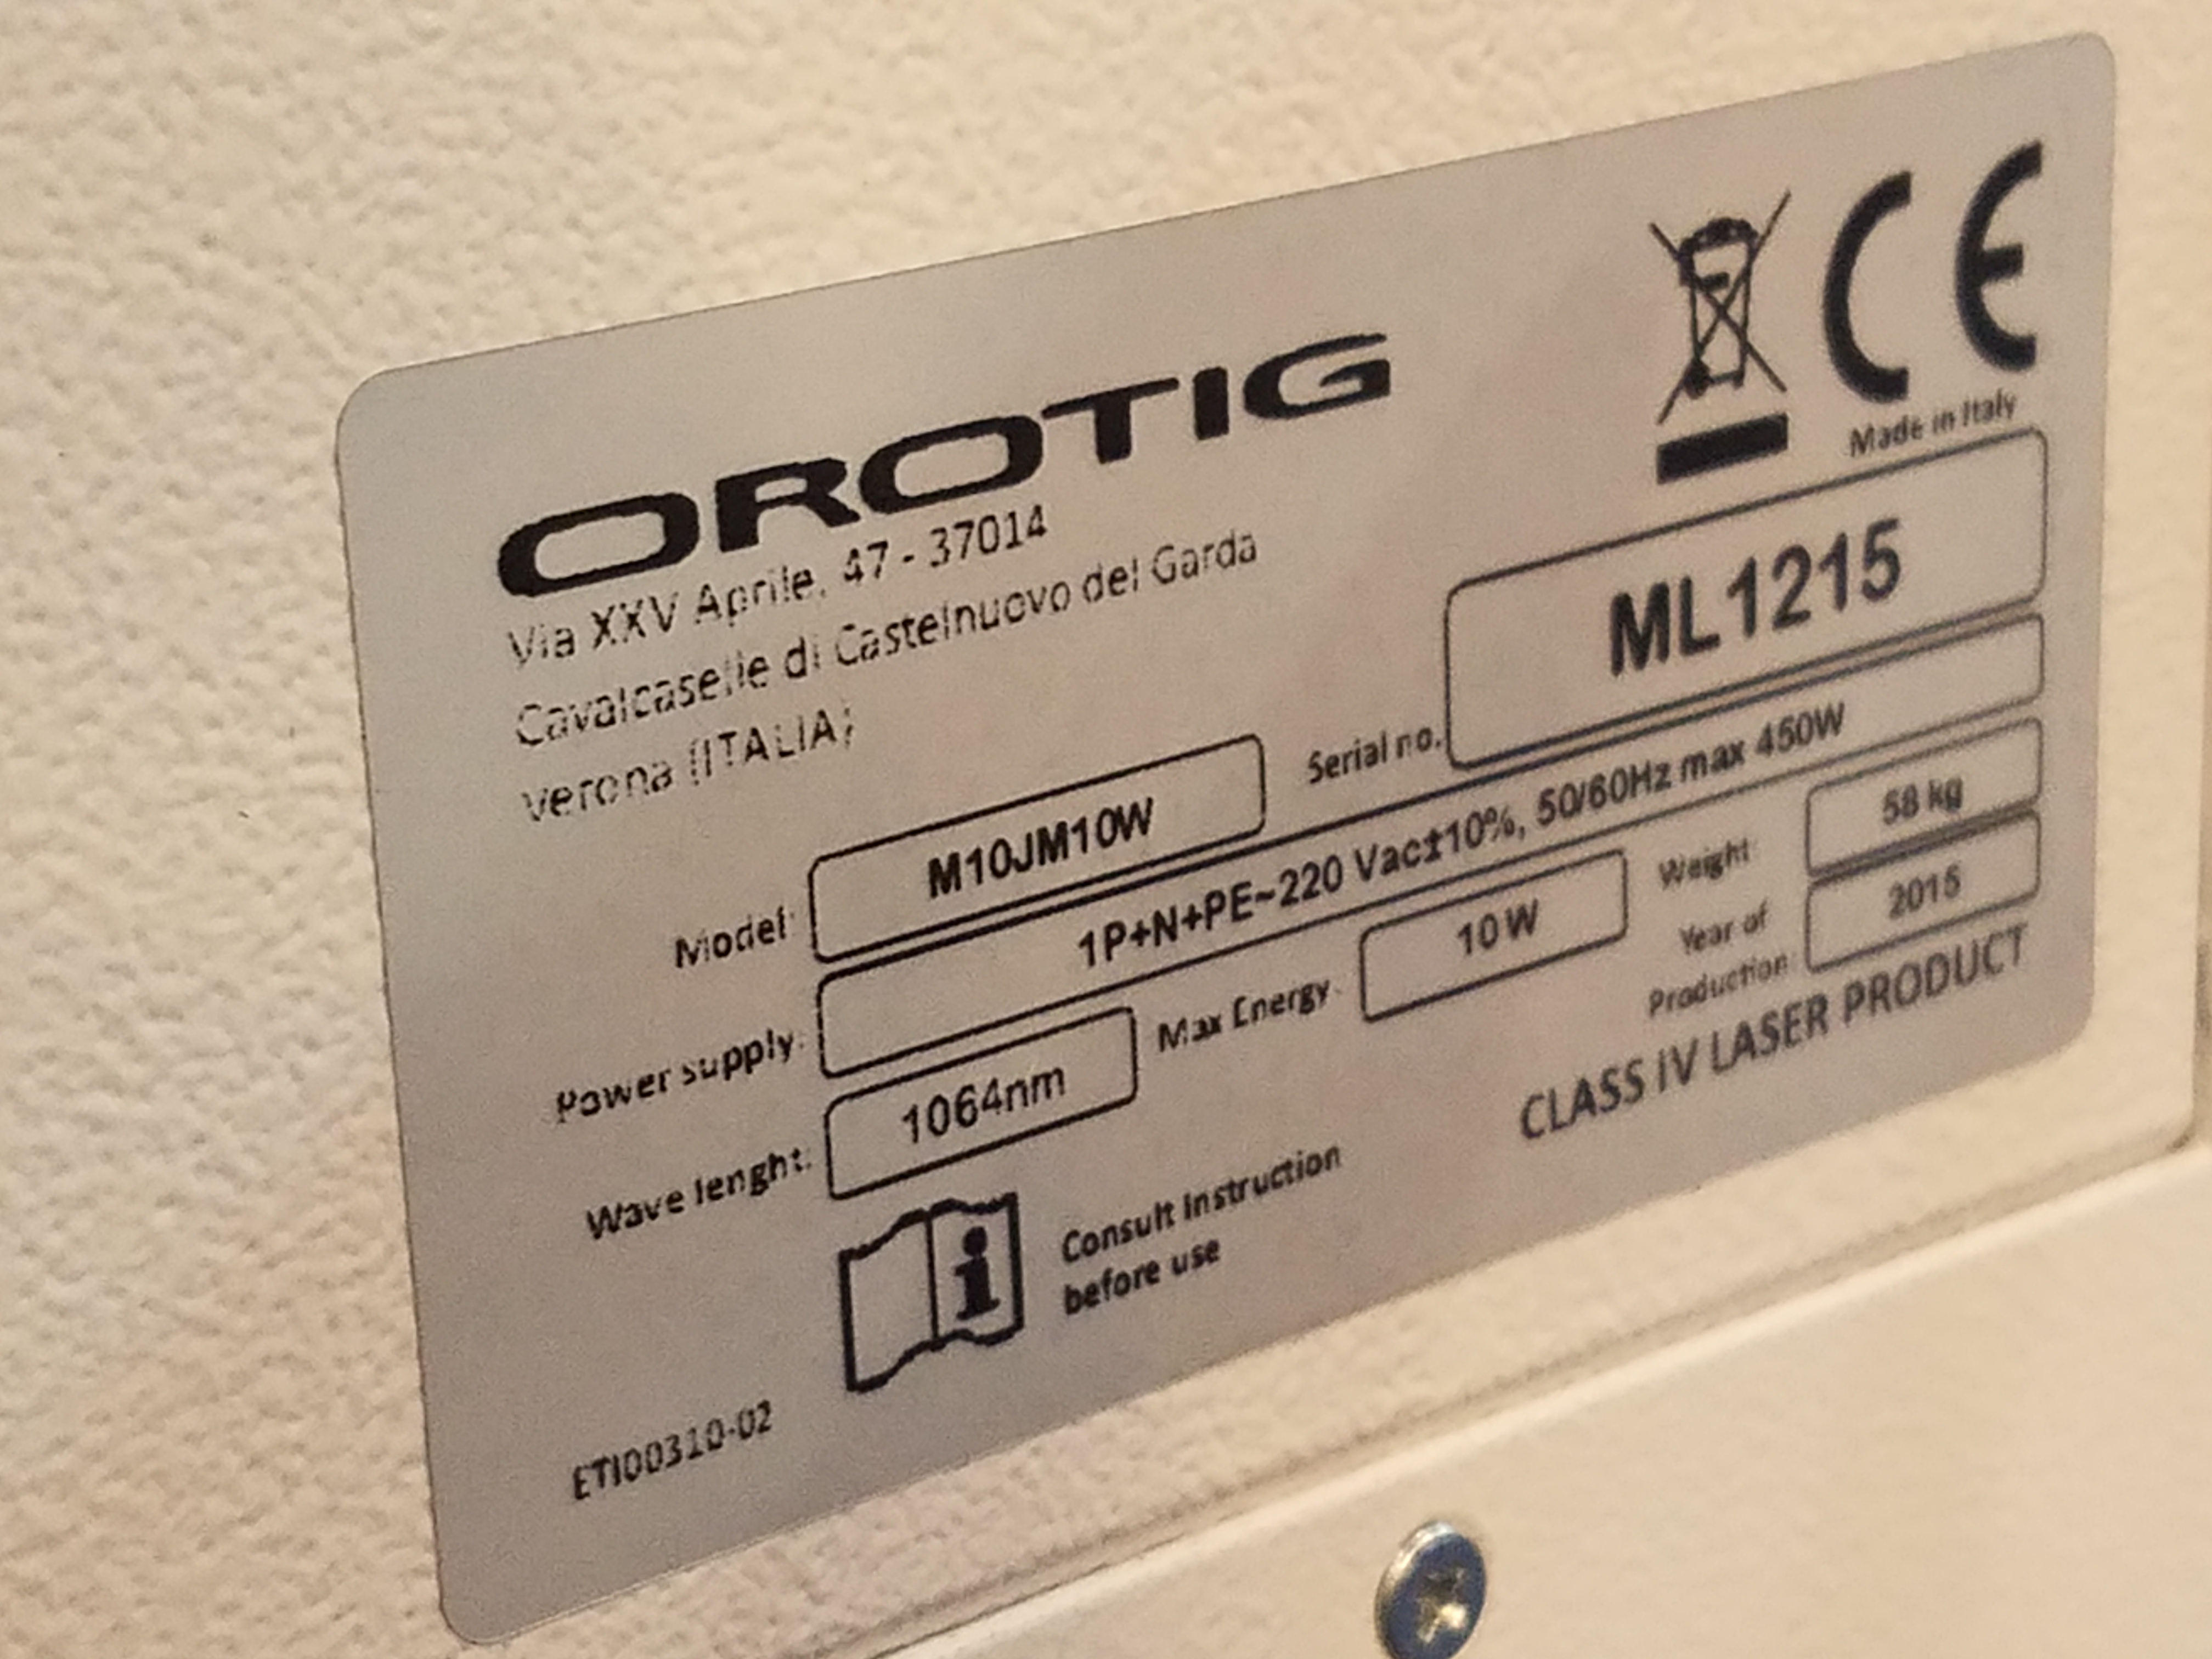 OROTIG
Via XXV Aprile, 47 - 37014
Cavalcaselle di Castelnuovo del Garda
verona (ITALIA)
CE
Made in Italy
Serial no. ML1215
Model: M10JM10W
Power supply: 1P+N+PE~220 Vac±10%, 50/60Hz max 450W
Wave lenght: 1064nm
Max Energy: 10W
Weight: 58 kg
Year of
Production: 2015
CLASS IV LASER PRODUCT
i
Consult Instruction
before use
ETI00310-02